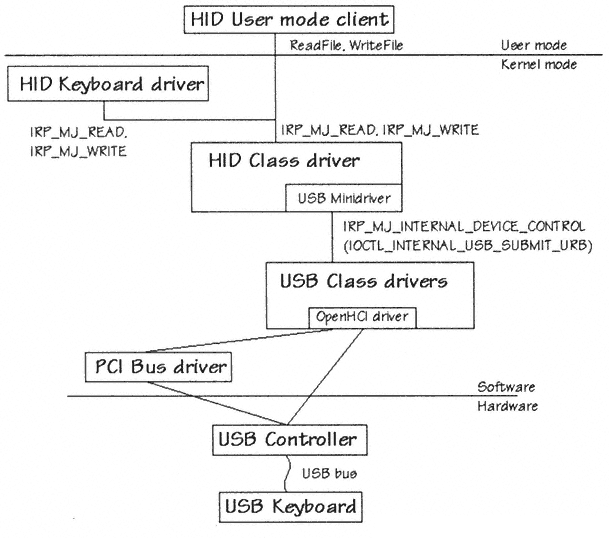 HID User mode client
ReadFile, WriteFile
User mode
Kernel mode
HID Keyboard driver
IRP_MJ_READ,
IRP_MJ_WRITE
IRP_MJ_READ, IRP_MJ_WRITE
HID Class driver
USB Minidriver
IRP_MJ_INTERNAL_DEVICE_CONTROL
(IOCTL_INTERNAL_USB_SUBMIT_URB)
USB Class drivers
OpenHCI driver
PCI Bus driver
Software
Hardware
USB Controller
USB bus
USB Keyboard